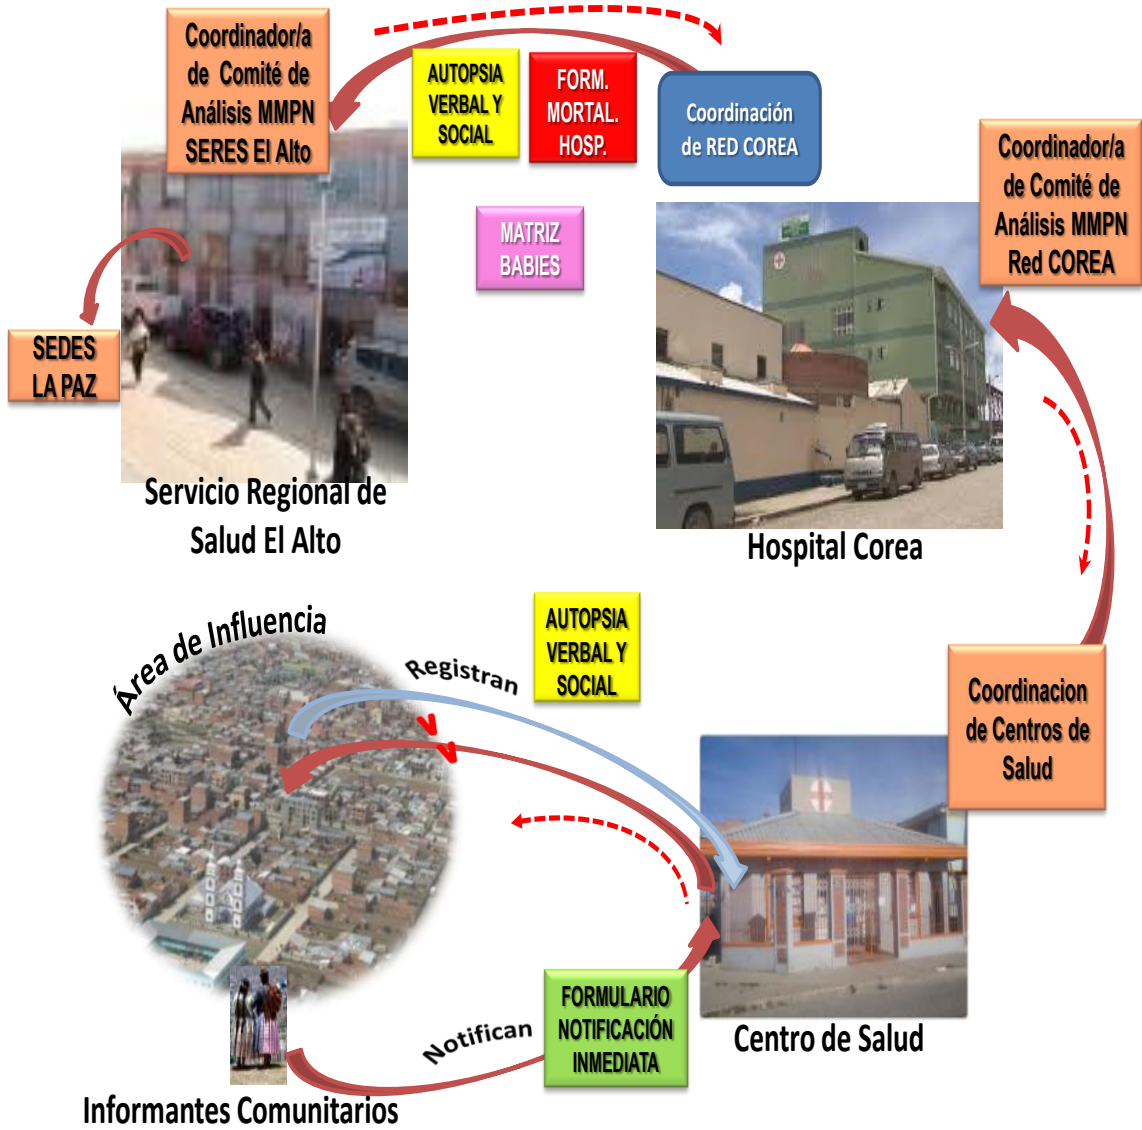 Coordinador/a
de Comité de
Análisis MMPN
SERES El Alto
AUTOPSIA
VERBAL Y
SOCIAL
FORM.
MORTAL.
HOSP.
Coordinación
de RED COREA
Coordinador/a
de Comité de
Análisis MMPN
Red COREA
MATRIZ
BABIES
SEDES
LA PAZ
Servicio Regional de
Salud El Alto
Hospital Corea
Área de Influencia
Registran
AUTOPSIA
VERBAL Y
SOCIAL
Coordinacion
de Centros de
Salud
Notifican
FORMULARIO
NOTIFICACIÓN
INMEDIATA
Centro de Salud
Informantes Comunitarios